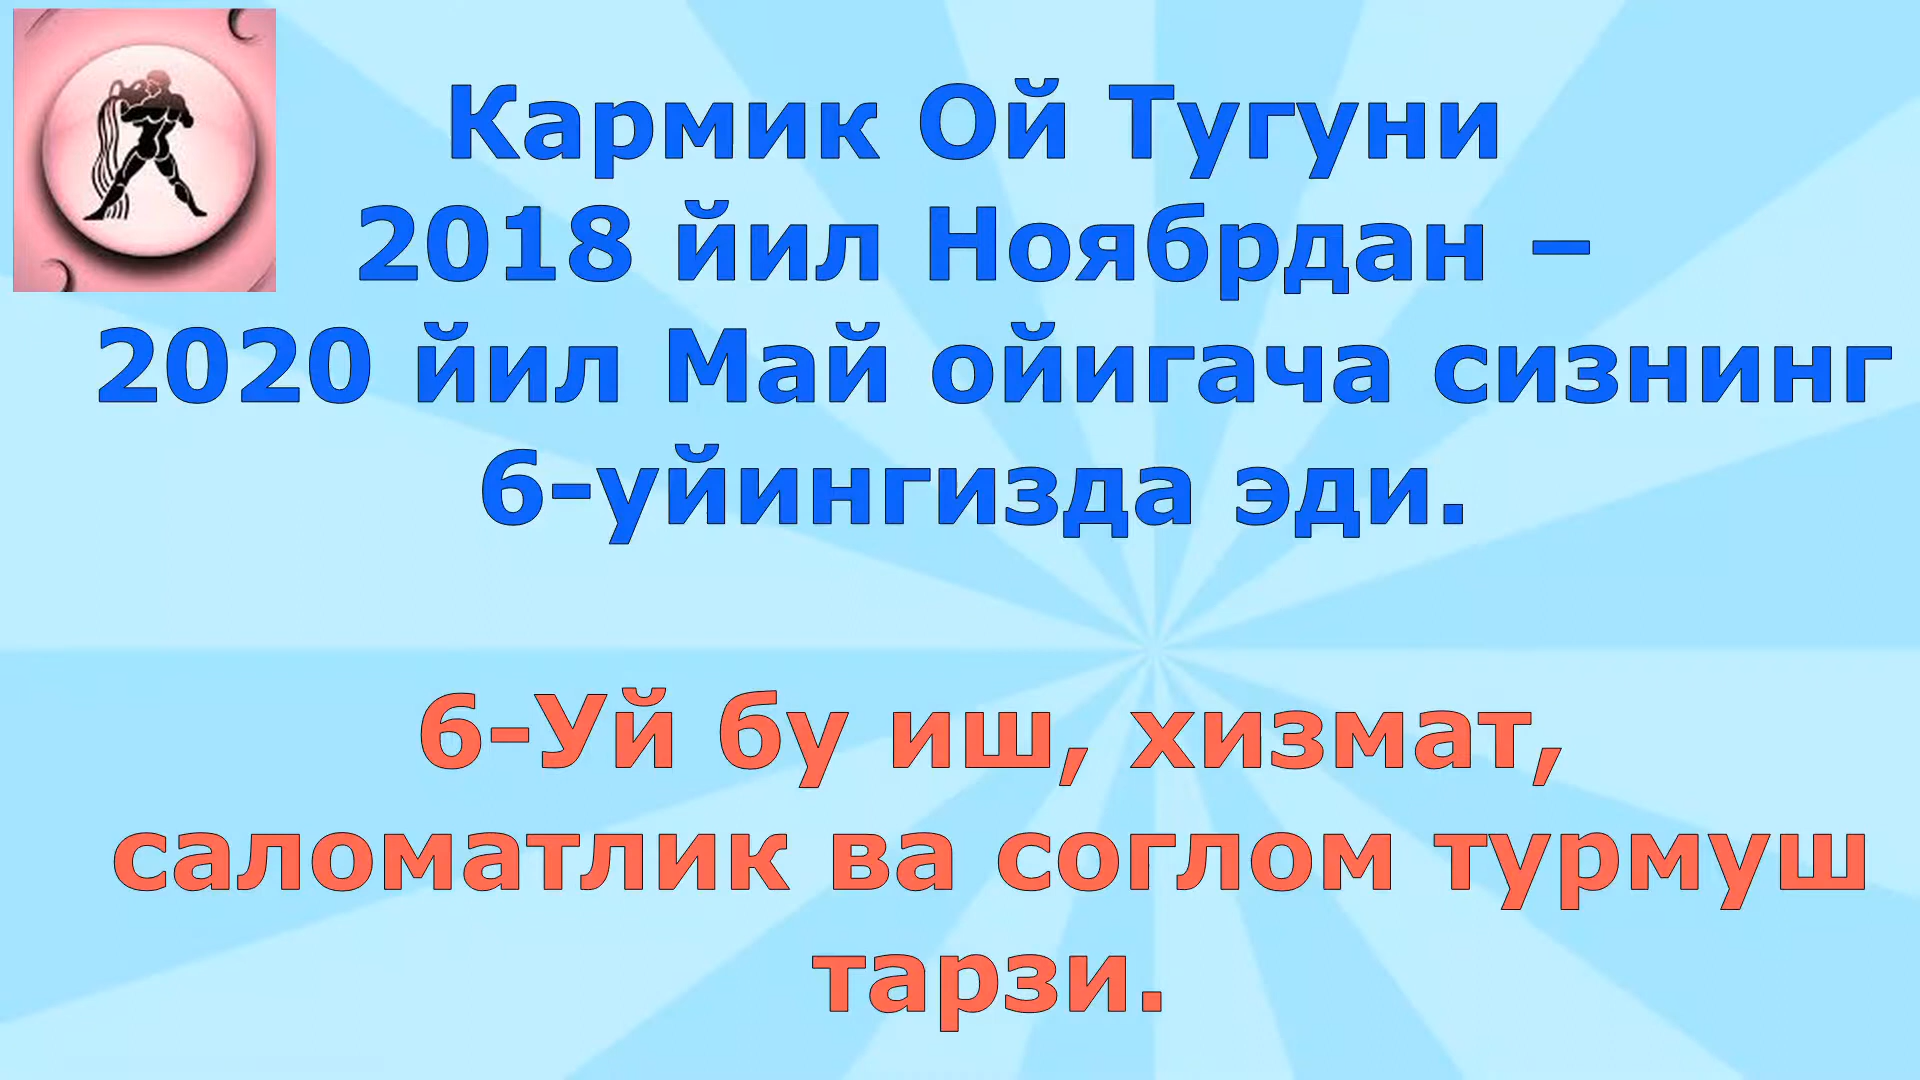 Кармик Ой Тугуни
2018 йил Ноябрдан –
2020 йил Май ойигача сизнинг
6-уйингизда эди.
6-Уй бу иш, хизмат,
саломатлик ва соглом турмуш
тарзи.